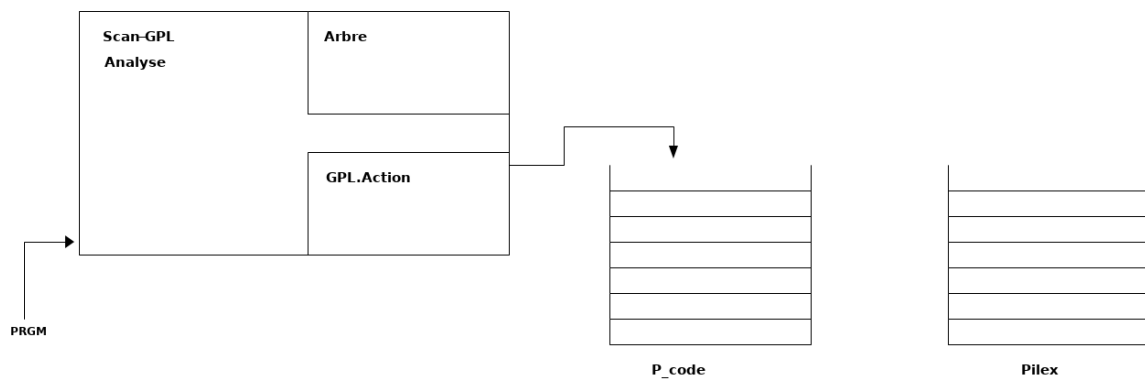 Scan-GPL
Analyse
Arbre
GPL.Action
PRGM
P_code
Pilex